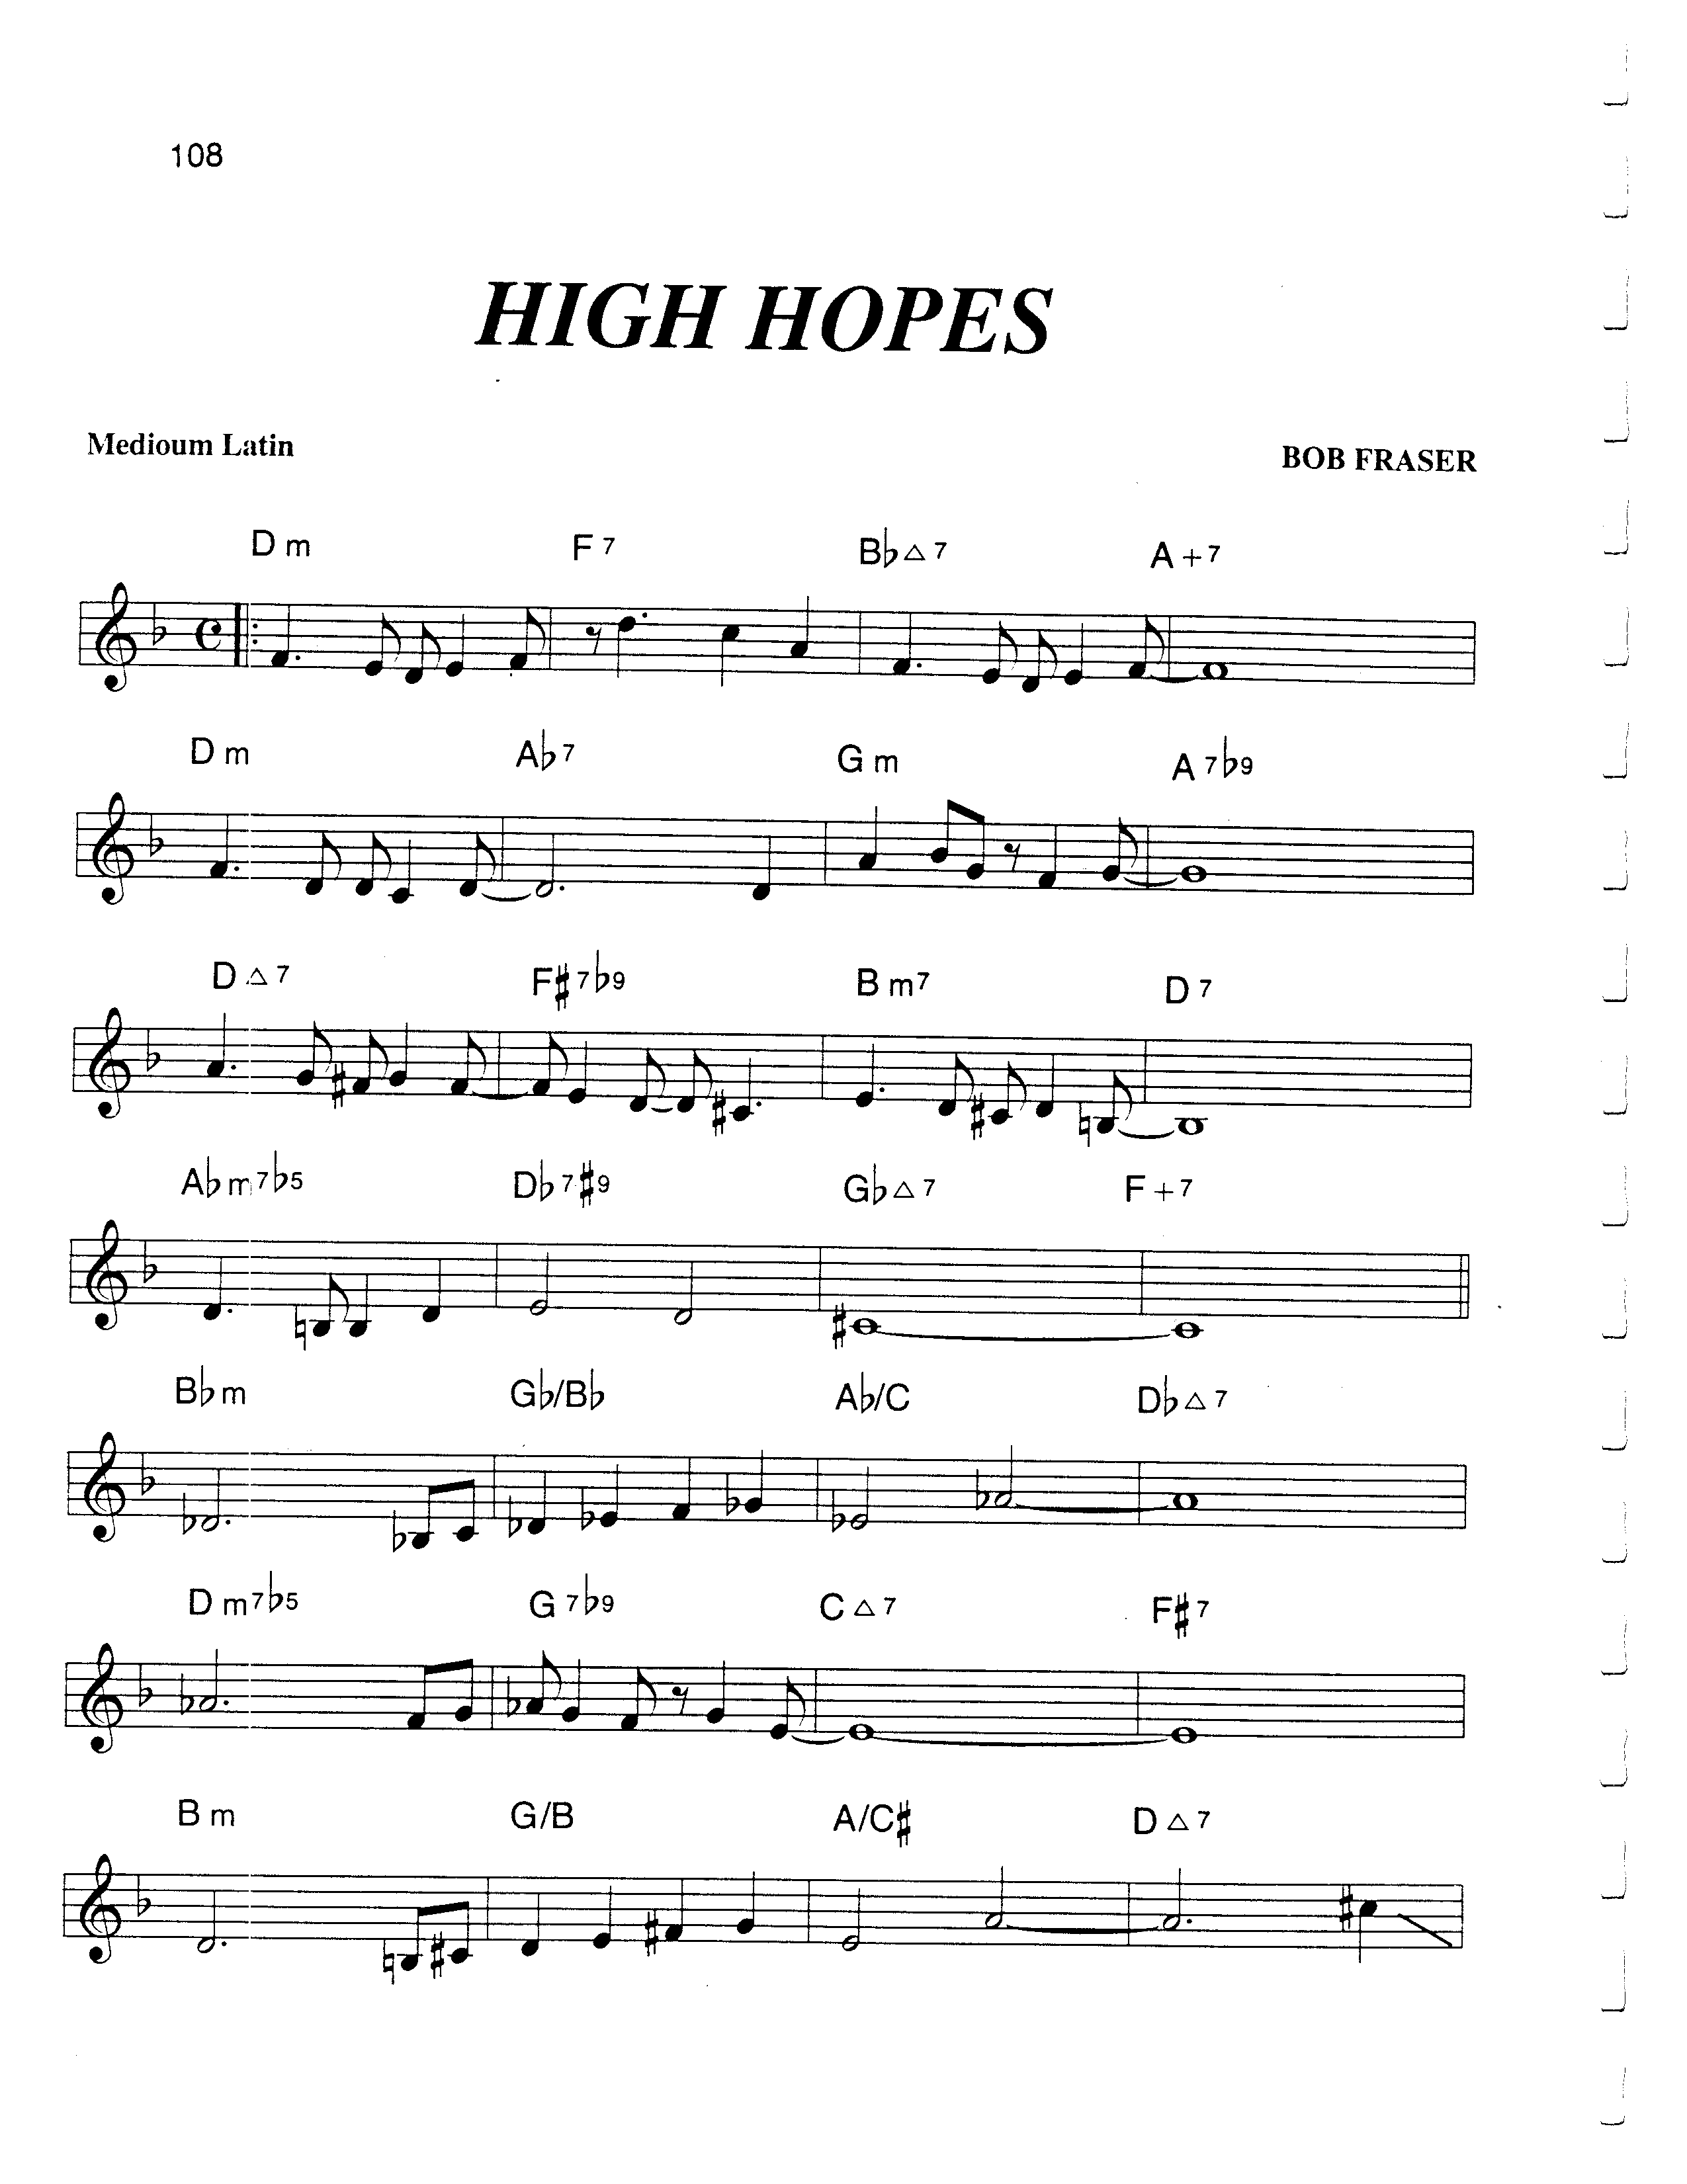 108
HIGH HOPES
Medioum Latin
BOB FRASER
D m F 7 B♭△7 A+7
D m A♭7 G m A 7♭9
D △7 F♯7♭9 B m7 D 7
A♭m7♭5 D♭7♯9 G♭△7 F+7
B♭m G♭/B♭ A♭/C D♭△7
D m7♭5 G 7♭9 C △7 F♯7
B m G/B A/C♯ D △7